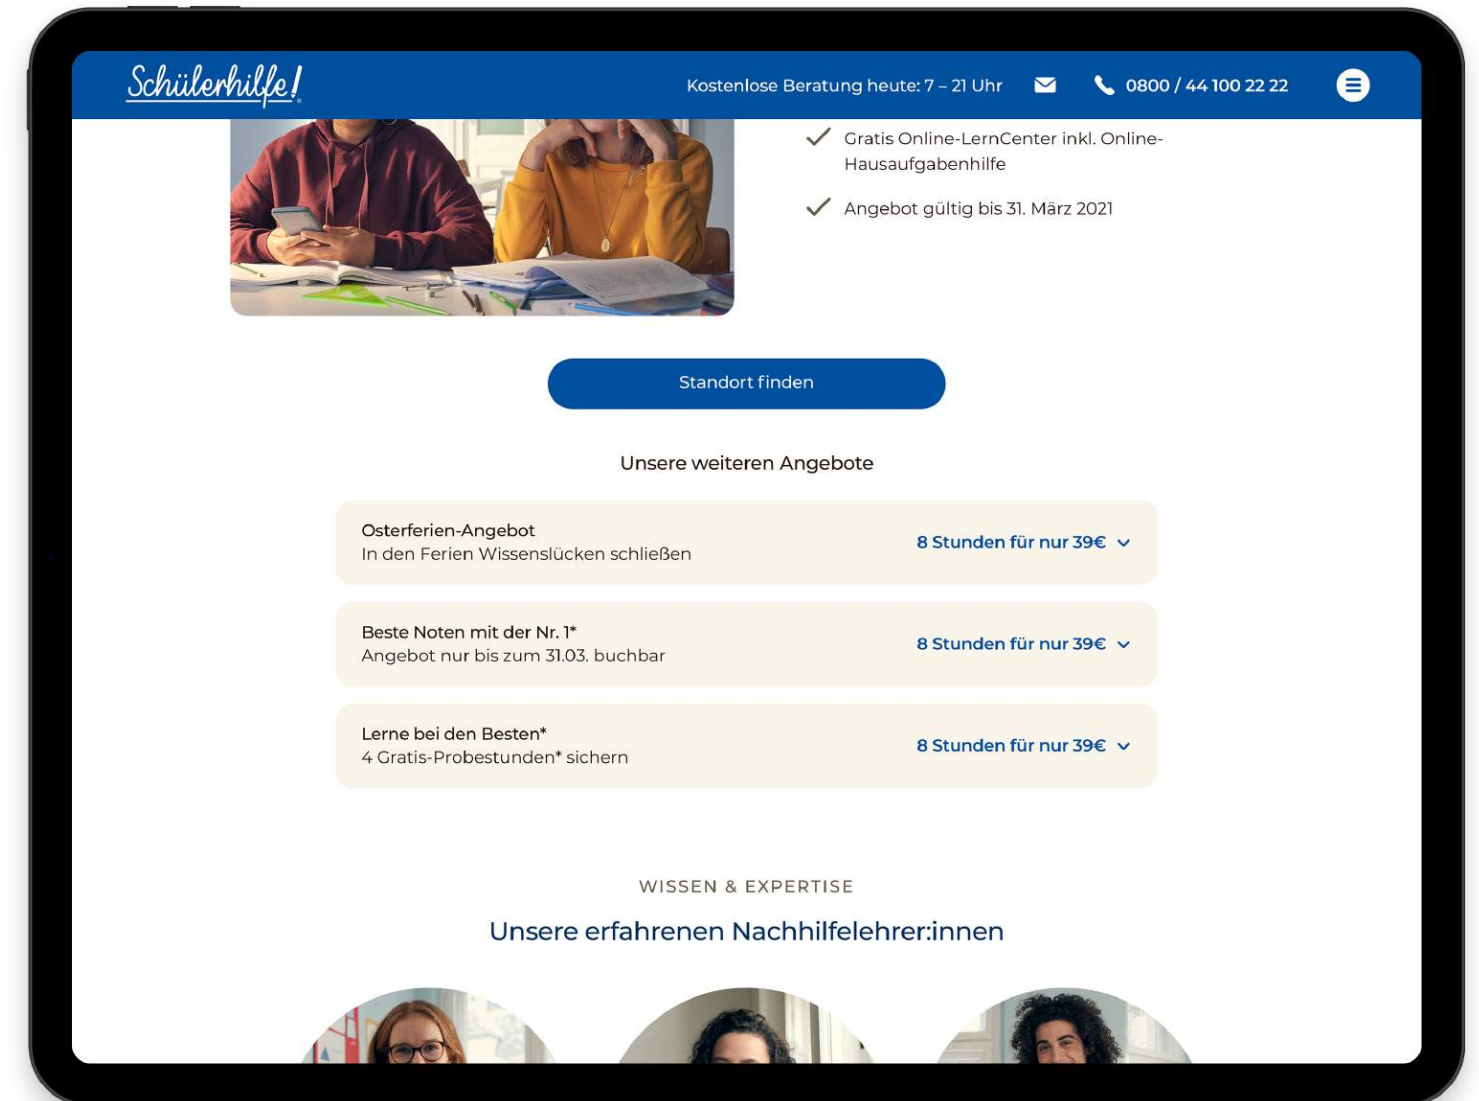 Schülerhilfe!
Kostenlose Beratung heute: 7 – 21 Uhr
0800 / 44 100 22 22
Gratis Online-LernCenter inkl. Online-
Hausaufgabenhilfe
Angebot gültig bis 31. März 2021
Standort finden
Unsere weiteren Angebote
Osterferien-Angebot
In den Ferien Wissenslücken schließen
8 Stunden für nur 39€
Beste Noten mit der Nr. 1*
Angebot nur bis zum 31.03. buchbar
8 Stunden für nur 39€
Lerne bei den Besten*
4 Gratis-Probestunden* sichern
8 Stunden für nur 39€
WISSEN & EXPERTISE
Unsere erfahrenen Nachhilfelehrer:innen